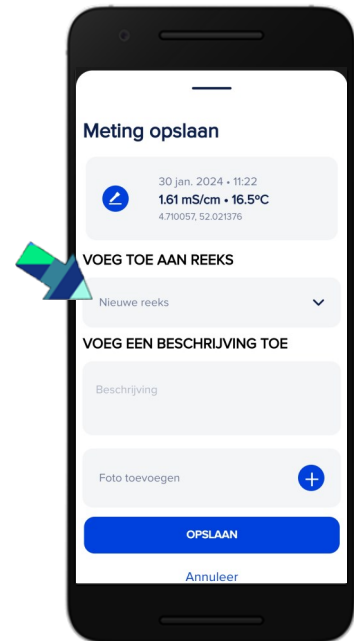 Meting opslaan
30 jan. 2024 • 11:22
1.61 mS/cm • 16.5ºC
4.710057, 52.021376
VOEG TOE AAN REEKS
Nieuwe reeks
VOEG EEN BESCHRIJVING TOE
Beschrijving
Foto toevoegen
OPSLAAN
Annuleer